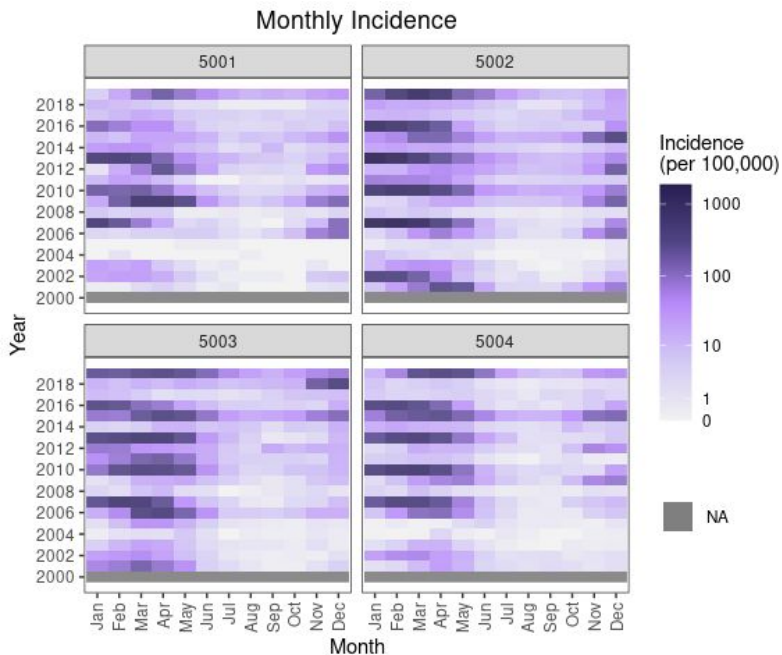 Monthly Incidence
5001
5002
2018
2016
2014
2012
2010
2008
2006
2004
2002
2000
5003
5004
2018
2016
2014
2012
2010
2008
2006
2004
2002
2000
Year
Jan
Feb
Mar
Apr
May
Jun
Jul
Aug
Sep
Oct
Nov
Dec
Jan
Feb
Mar
Apr
May
Jun
Jul
Aug
Sep
Oct
Nov
Dec
Month
Incidence
(per 100,000)
1000
100
10
1
0
NA